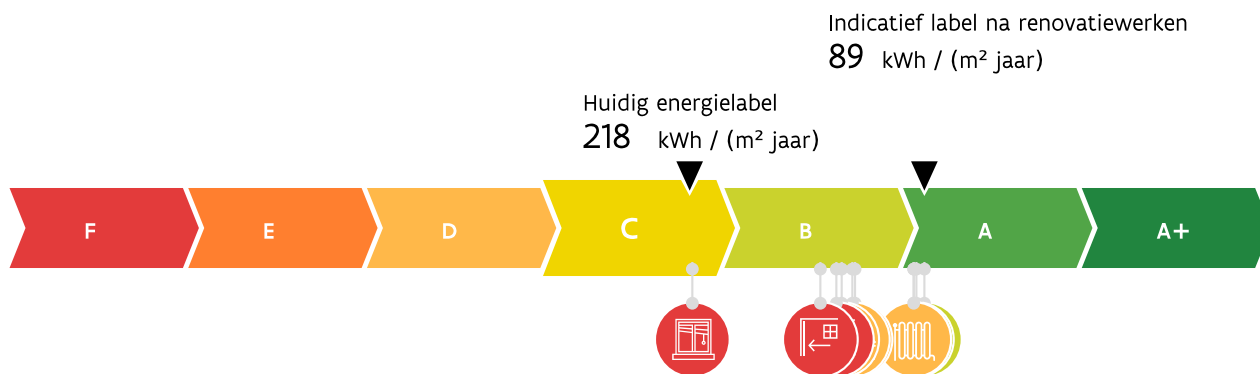 Indicatief label na renovatiewerken
89 kWh / (m² jaar)
Huidig energielabel
218 kWh / (m² jaar)
F E D C B A A+